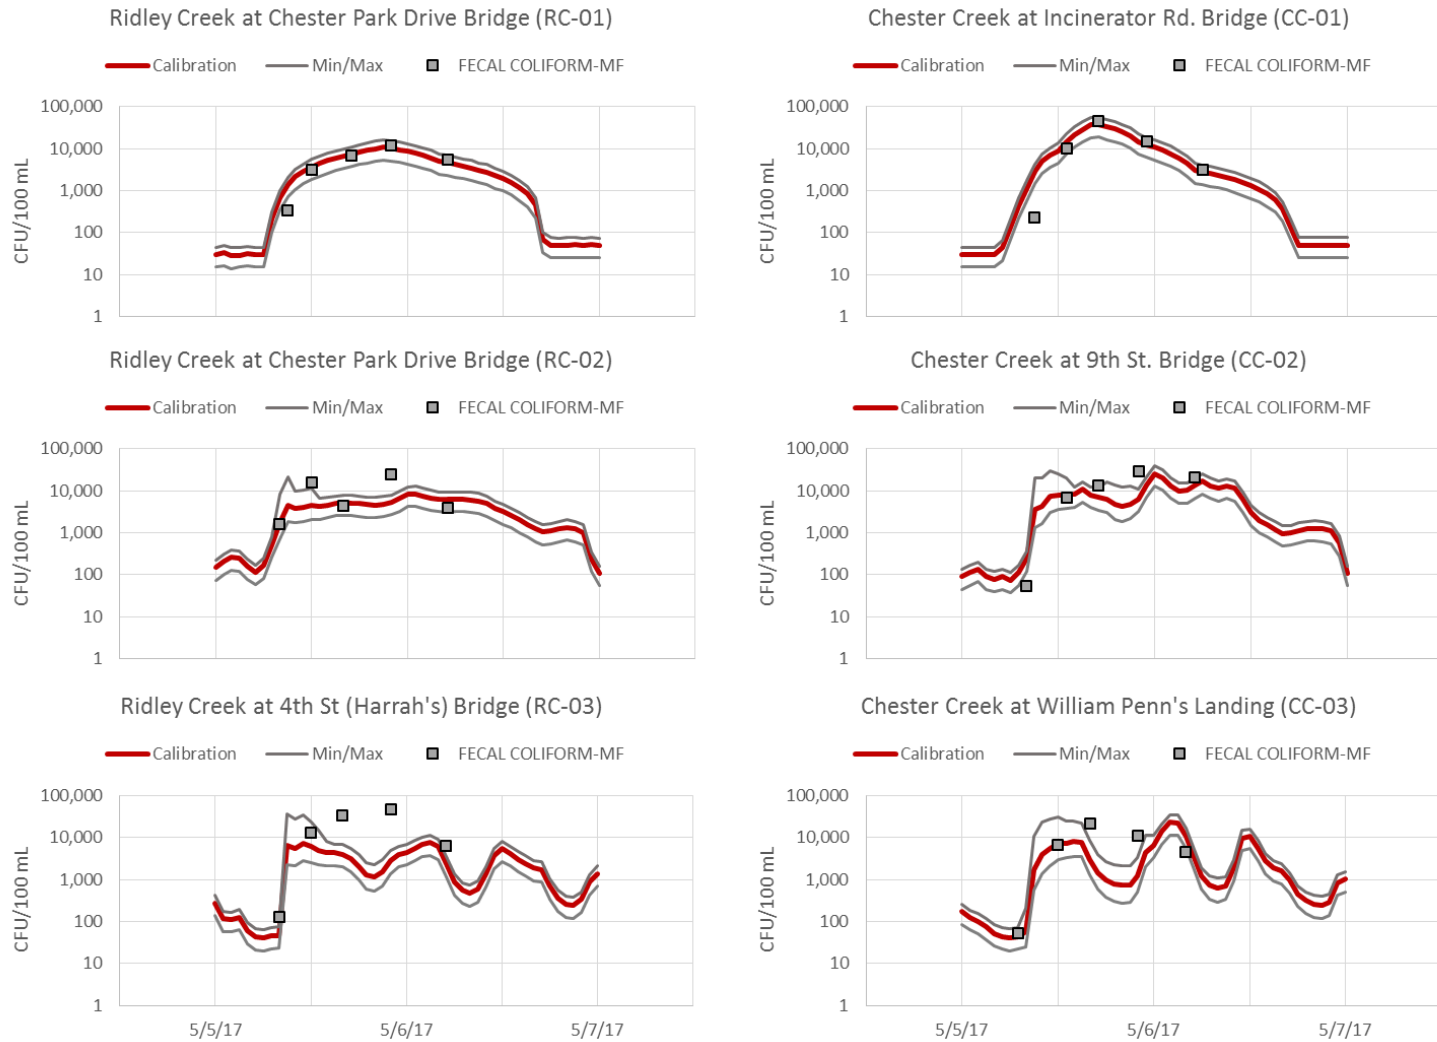 Ridley Creek at Chester Park Drive Bridge (RC-01)
Calibration Min/Max FECAL COLIFORM-MF
100,000
10,000
1,000
100
10
1
CFU/100 mL
Chester Creek at Incinerator Rd. Bridge (CC-01)
Calibration Min/Max FECAL COLIFORM-MF
100,000
10,000
1,000
100
10
1
CFU/100 mL
Ridley Creek at Chester Park Drive Bridge (RC-02)
Calibration Min/Max FECAL COLIFORM-MF
100,000
10,000
1,000
100
10
1
CFU/100 mL
Chester Creek at 9th St. Bridge (CC-02)
Calibration Min/Max FECAL COLIFORM-MF
100,000
10,000
1,000
100
10
1
CFU/100 mL
Ridley Creek at 4th St (Harrah's) Bridge (RC-03)
Calibration Min/Max FECAL COLIFORM-MF
100,000
10,000
1,000
100
10
1
CFU/100 mL
5/5/17 5/6/17 5/7/17
Chester Creek at William Penn's Landing (CC-03)
Calibration Min/Max FECAL COLIFORM-MF
100,000
10,000
1,000
100
10
1
CFU/100 mL
5/5/17 5/6/17 5/7/17